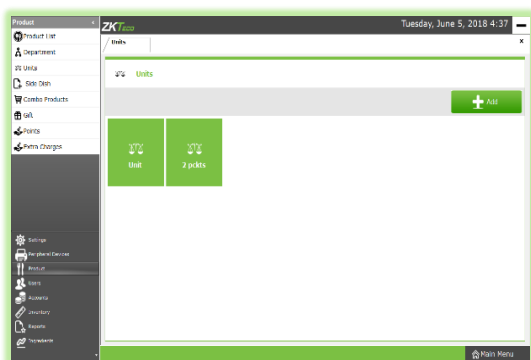 Product
ZKTeco
Tuesday, June 5, 2018 4:37
Product List
Units
x
Department
Units
Units
Side Dish
Combo Products
Add
Gift
Points
Extra Charges
Unit
2 pckts
Settings
Peripheral Devices
Product
Users
Accounts
Inventory
Reports
Ingredients
Main Menu